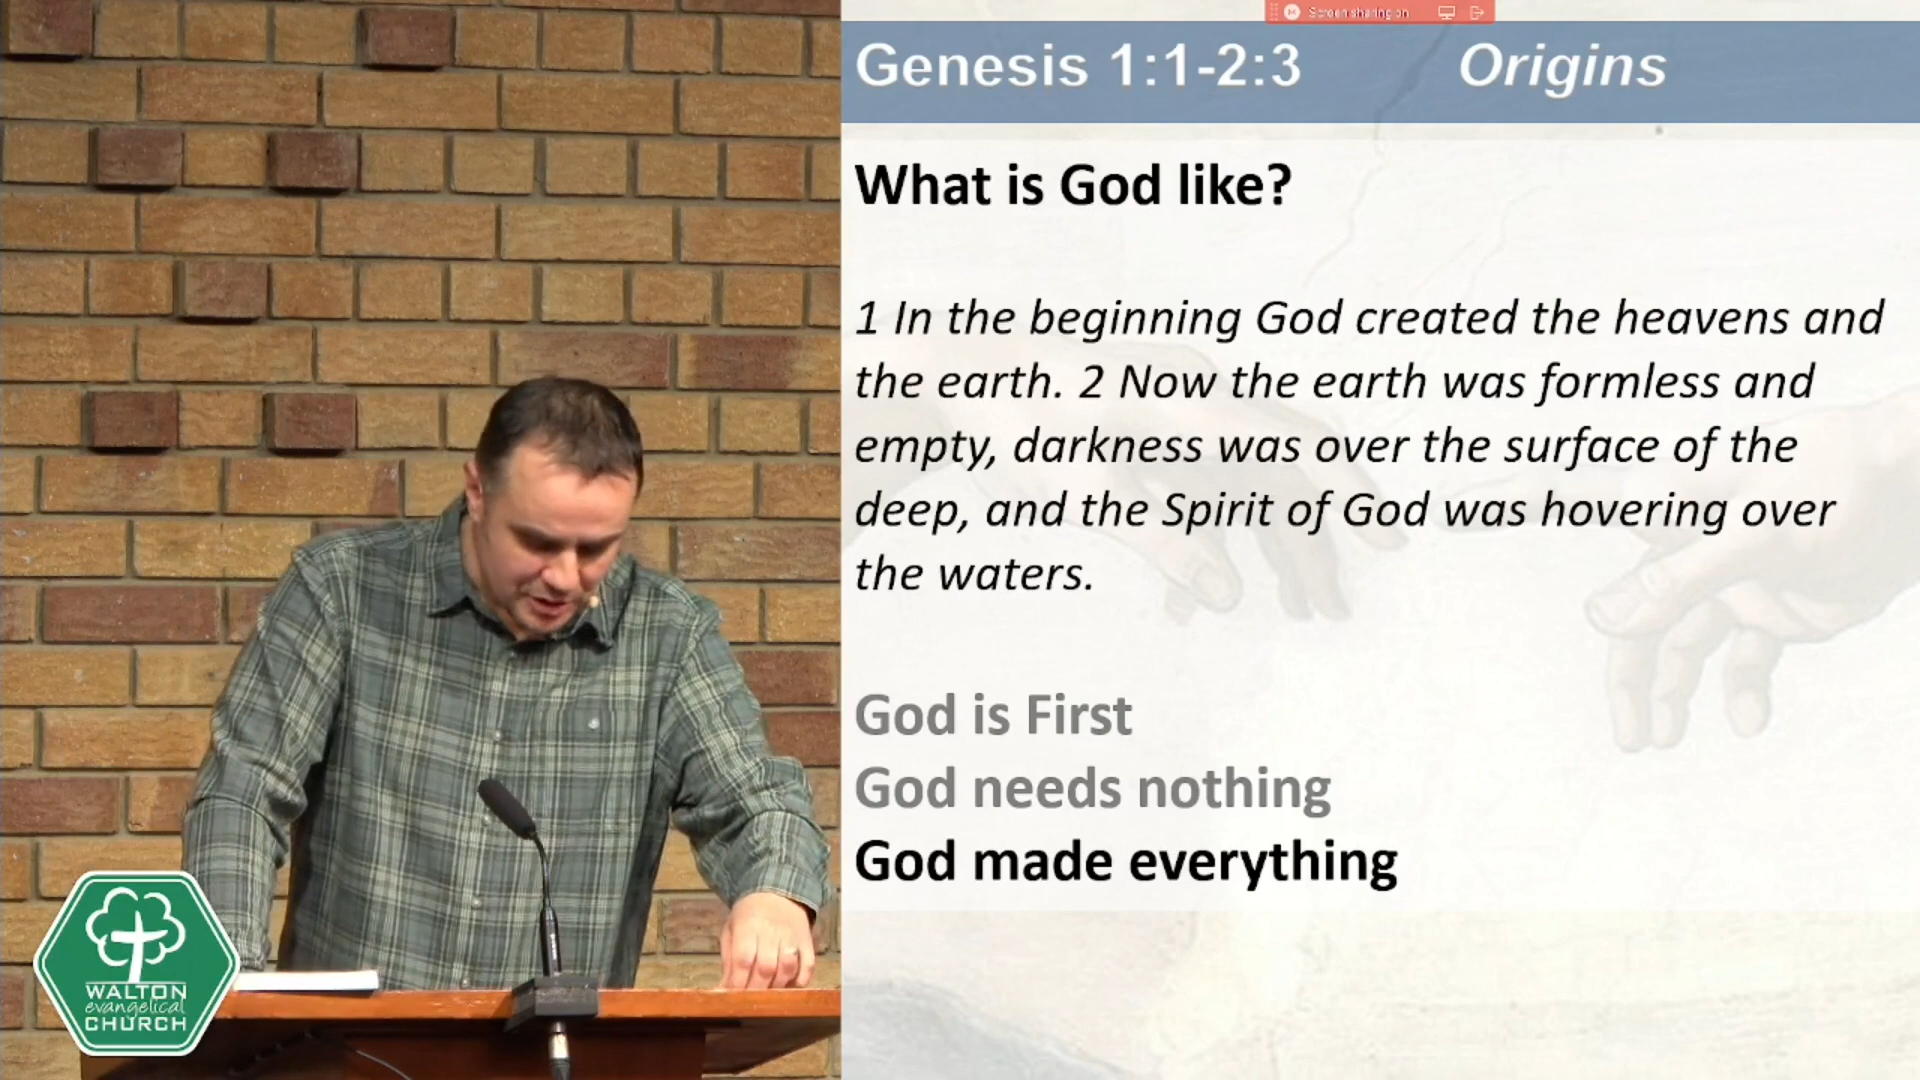 Screen sharing on
Genesis 1:1-2:3 Origins
What is God like?
1 In the beginning God created the heavens and
the earth. 2 Now the earth was formless and
empty, darkness was over the surface of the
deep, and the Spirit of God was hovering over
the waters.
God is First
God needs nothing
God made everything
WALTON
evangelical
CHURCH